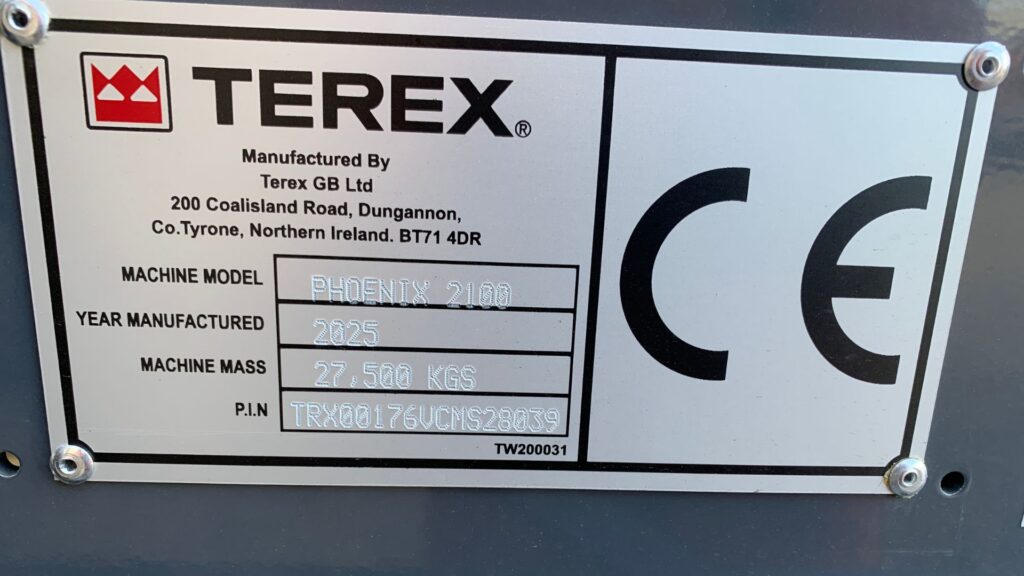 TEREX®
Manufactured By
Terex GB Ltd
200 Coalisland Road, Dungannon,
Co.Tyrone, Northern Ireland. BT71 4DR
MACHINE MODEL PHOENIX 2100
YEAR MANUFACTURED 2025
MACHINE MASS 27,500 KGS
P.I.N TRX00176VCMS28039
TW200031
CE